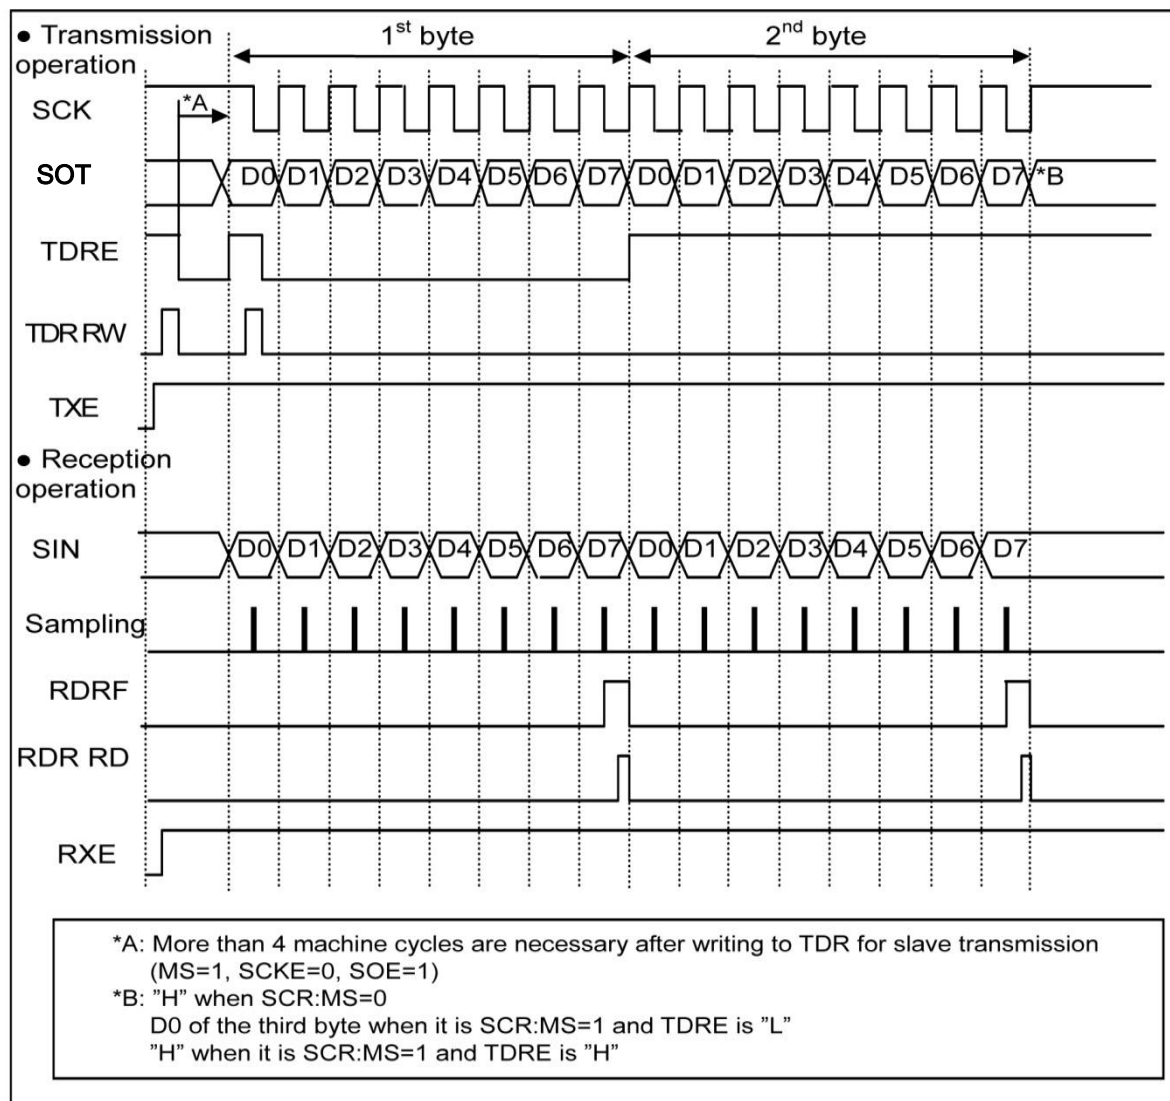 ● Transmission
operation
1st byte
2nd byte
SCK
*A
SOT
D0 D1 D2 D3 D4 D5 D6 D7 D0 D1 D2 D3 D4 D5 D6 D7 *B
TDRE
TDR RW
TXE
● Reception
operation
SIN
D0 D1 D2 D3 D4 D5 D6 D7 D0 D1 D2 D3 D4 D5 D6 D7
Sampling
RDRF
RDR RD
RXE
*A: More than 4 machine cycles are necessary after writing to TDR for slave transmission
(MS=1, SCKE=0, SOE=1)
*B: ”H” when SCR:MS=0
D0 of the third byte when it is SCR:MS=1 and TDRE is ”L”
”H” when it is SCR:MS=1 and TDRE is ”H”